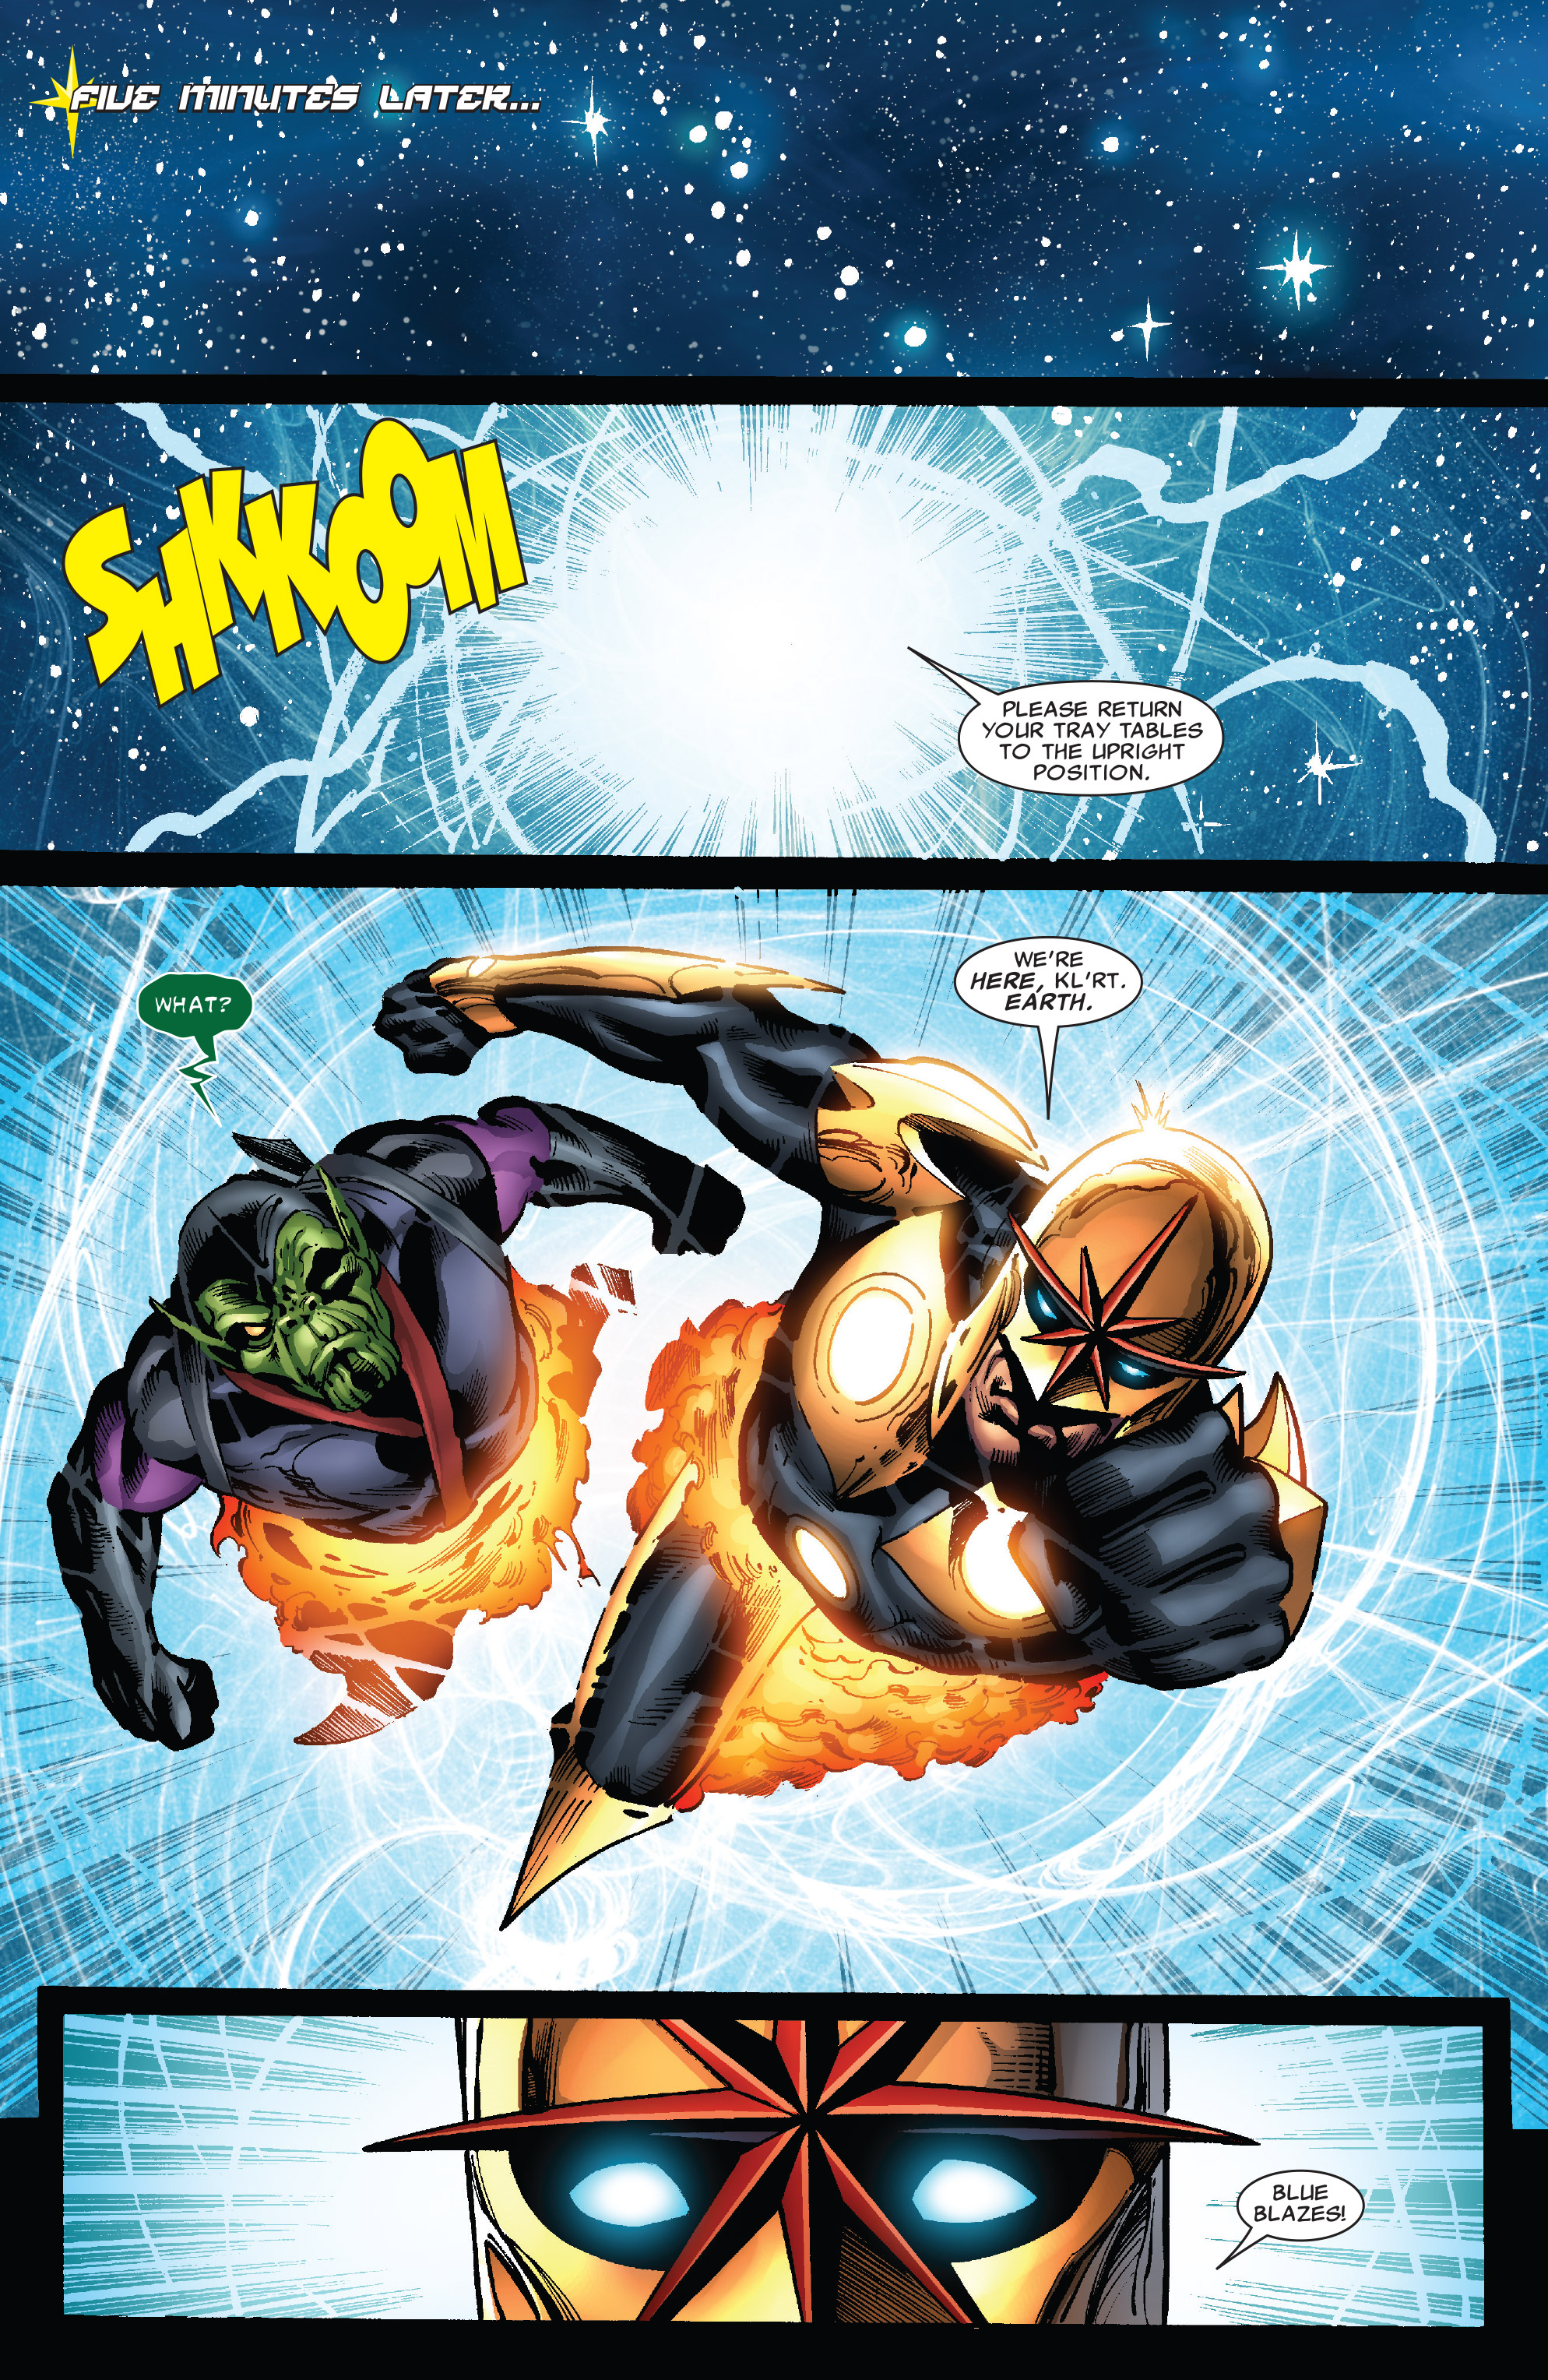 FIVE MINUTES LATER...
SHKKOOM
PLEASE RETURN
YOUR TRAY TABLES
TO THE UPRIGHT
POSITION.
WHAT?
WE'RE
HERE, KL'RT.
EARTH.
BLUE
BLAZES!